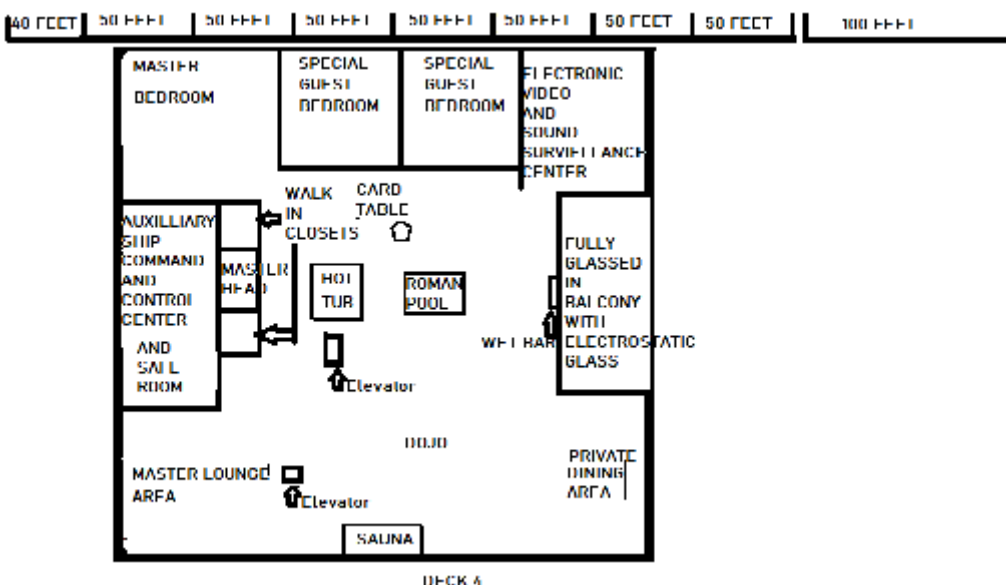 40 FEET 50 FEET 50 FEET 50 FEET 50 FEET 50 FEET 50 FEET 50 FEET 100 FEET
MASTER
BEDROOM
SPECIAL
GUEST
BEDROOM
SPECIAL
GUEST
BEDROOM
ELECTRONIC
VIDEO
AND
SOUND
SURVIELLANCE
CENTER
WALK
IN
CLOSETS
CARD
TABLE
AUXILLIARY
SHIP
COMMAND
AND
CONTROL
CENTER
AND
SAFE
ROOM
MASTER
HEAD
HOT
TUB
ROMAN
POOL
FULLY
GLASSED
IN
BALCONY
WITH
ELECTROSTATIC
GLASS
WET BAR
Elevator
DOJO
MASTER LOUNGE
AREA
Elevator
PRIVATE
DINING
AREA
SAUNA
DECK 4